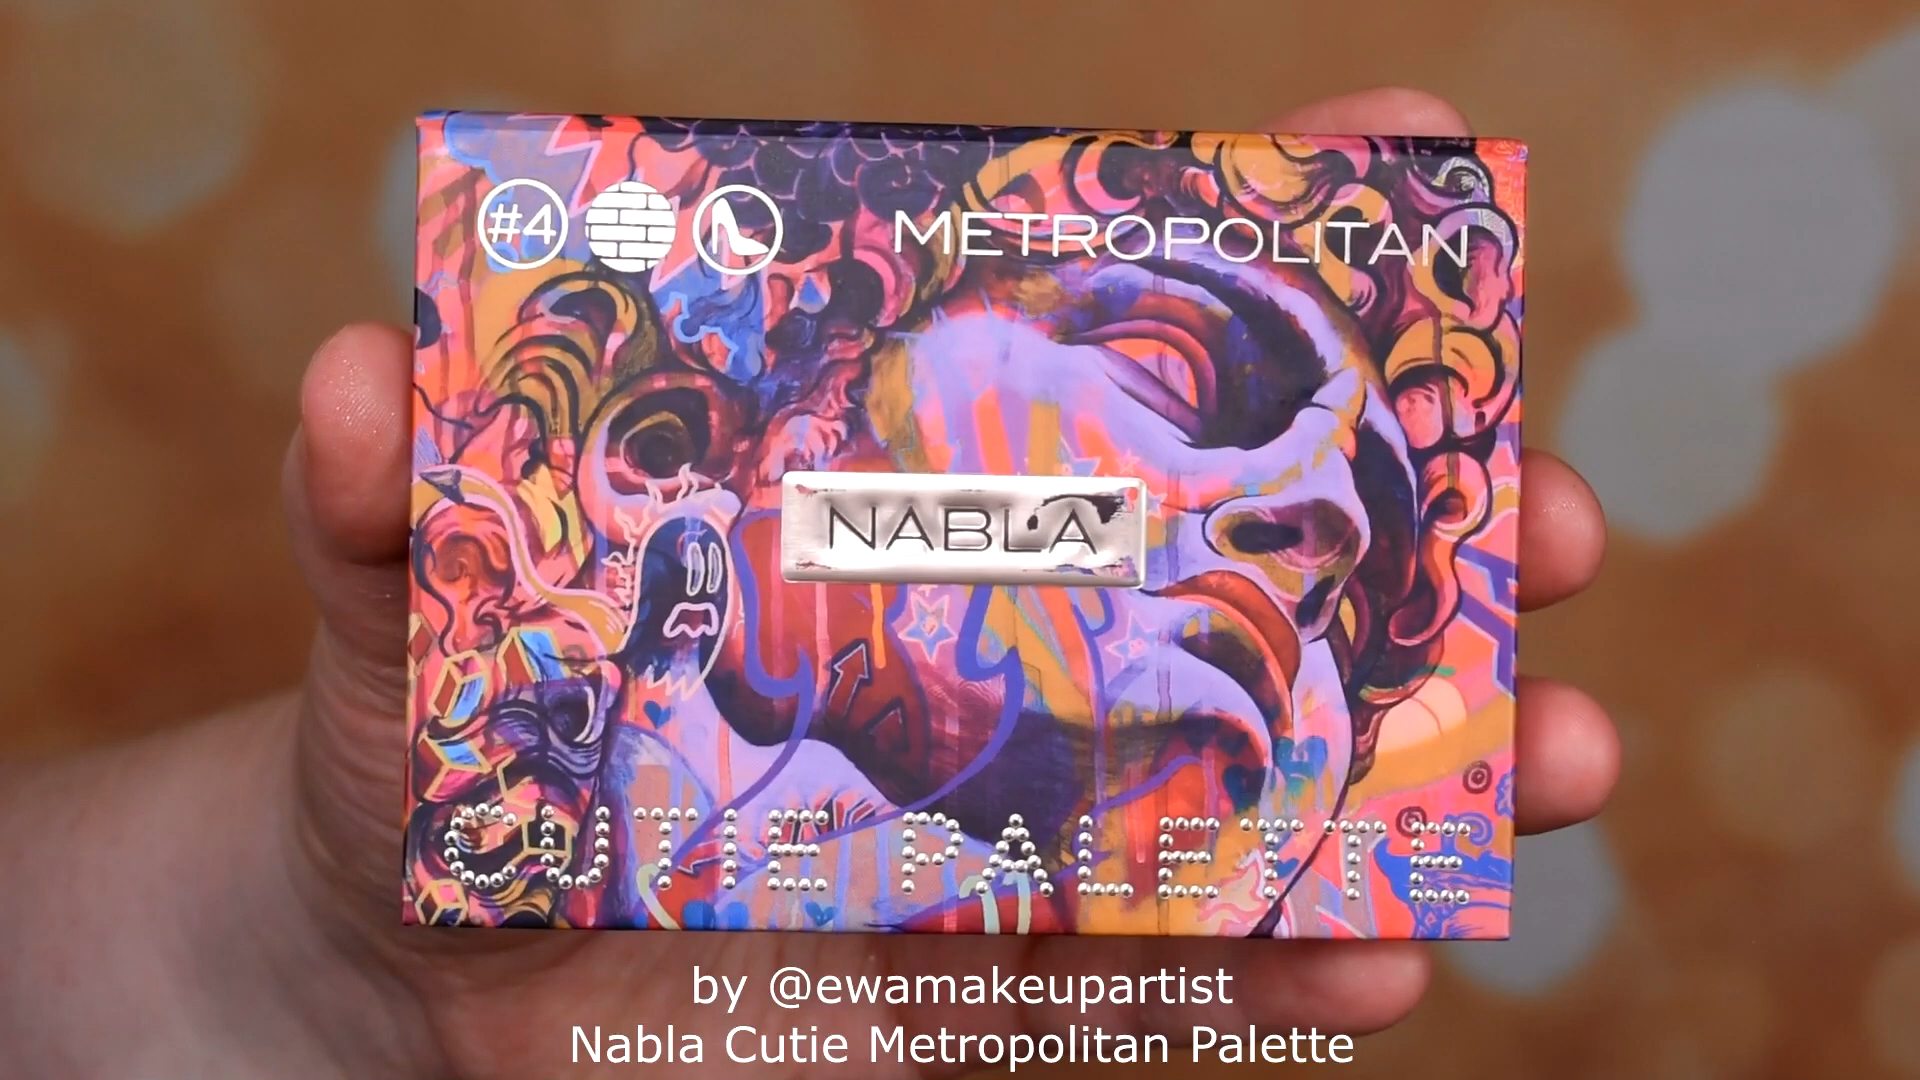 #4 METROPOLITAN
NABLA
CUTIE PALETTE
by @ewamakeupartist
Nabla Cutie Metropolitan Palette